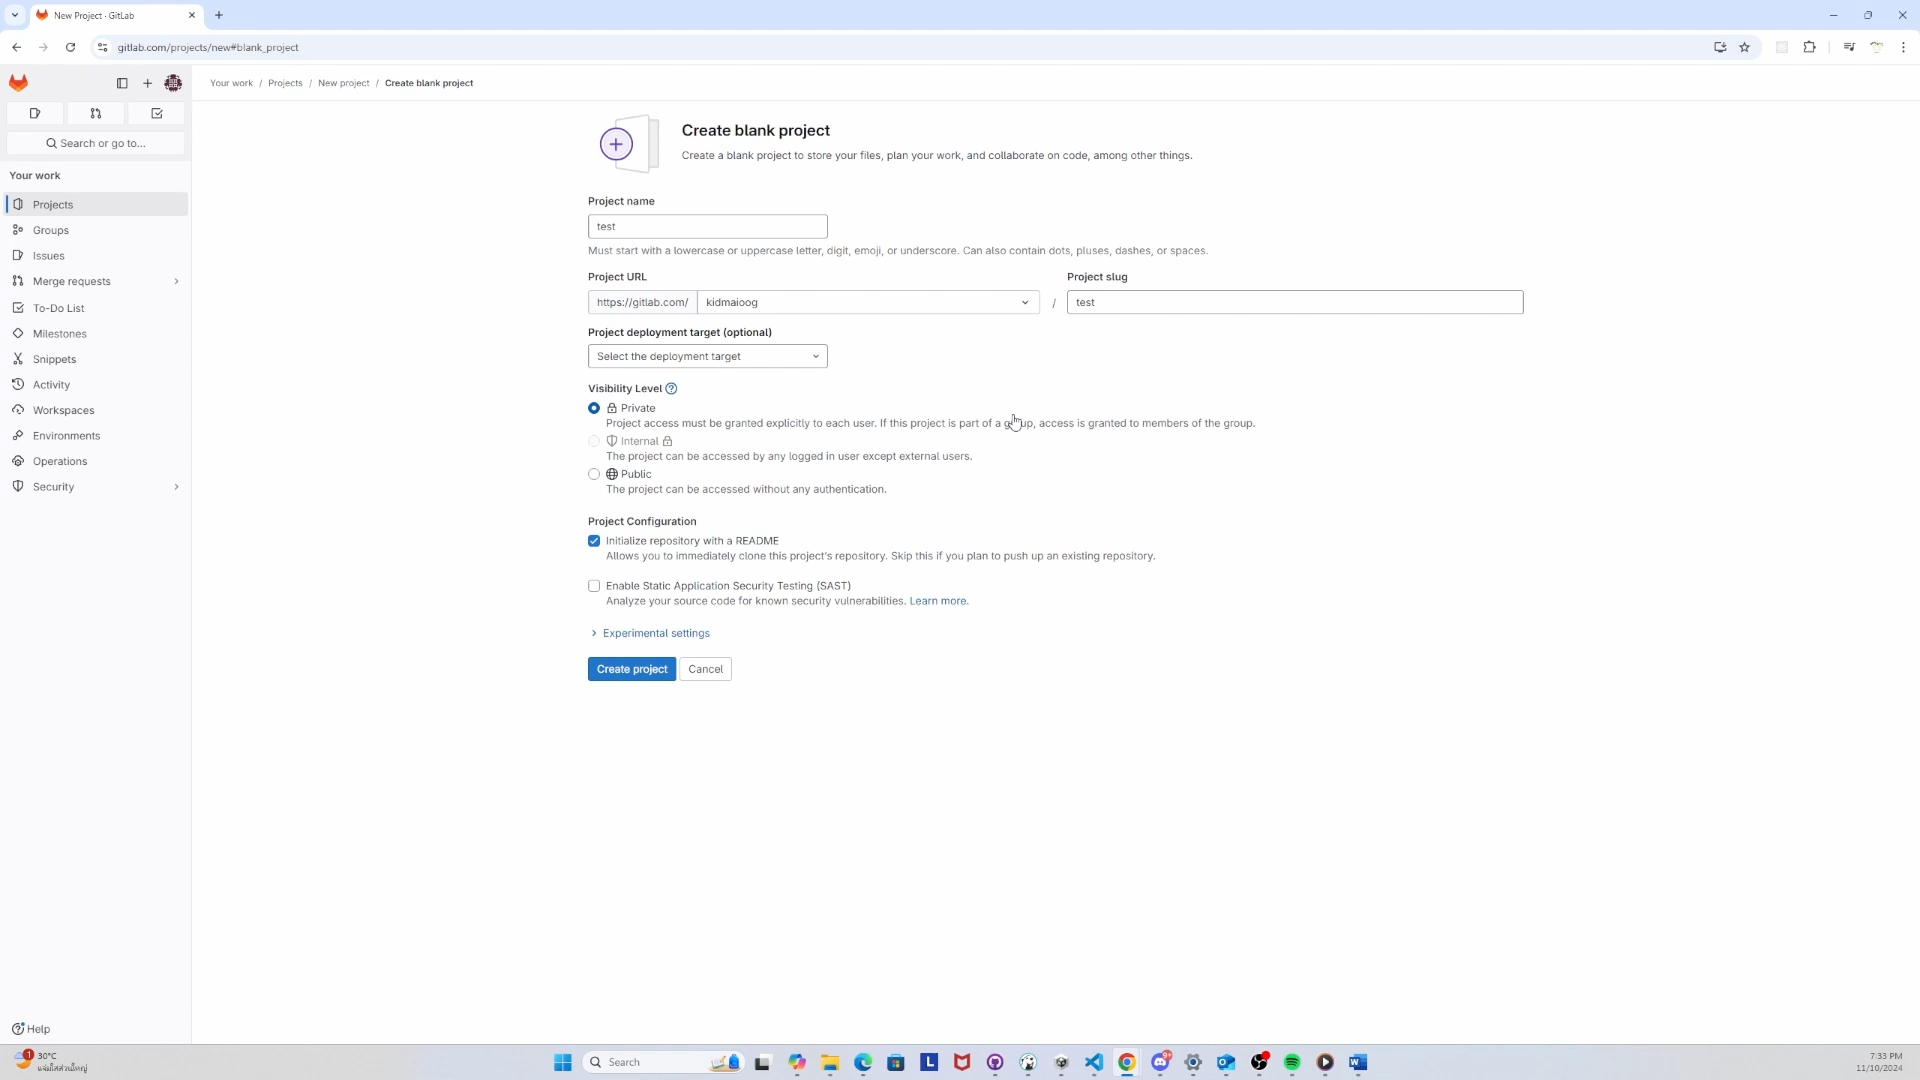 New Project · GitLab
gitlab.com/projects/new#blank_project
Your work / Projects / New project / Create blank project
Search or go to...
Your work
Projects
Groups
Issues
Merge requests
To-Do List
Milestones
Snippets
Activity
Workspaces
Environments
Operations
Security
Help
Create blank project
Create a blank project to store your files, plan your work, and collaborate on code, among other things.
Project name
test
Must start with a lowercase or uppercase letter, digit, emoji, or underscore. Can also contain dots, pluses, dashes, or spaces.
Project URL
Project slug
https://gitlab.com/ kidmaioog / test
Project deployment target (optional)
Select the deployment target
Visibility Level
Private
Project access must be granted explicitly to each user. If this project is part of a group, access is granted to members of the group.
Internal
The project can be accessed by any logged in user except external users.
Public
The project can be accessed without any authentication.
Project Configuration
Initialize repository with a README
Allows you to immediately clone this project's repository. Skip this if you plan to push up an existing repository.
Enable Static Application Security Testing (SAST)
Analyze your source code for known security vulnerabilities. Learn more.
Experimental settings
Create project
Cancel
1
30°C
Search
L
9+
7:33 PM
11/10/2024